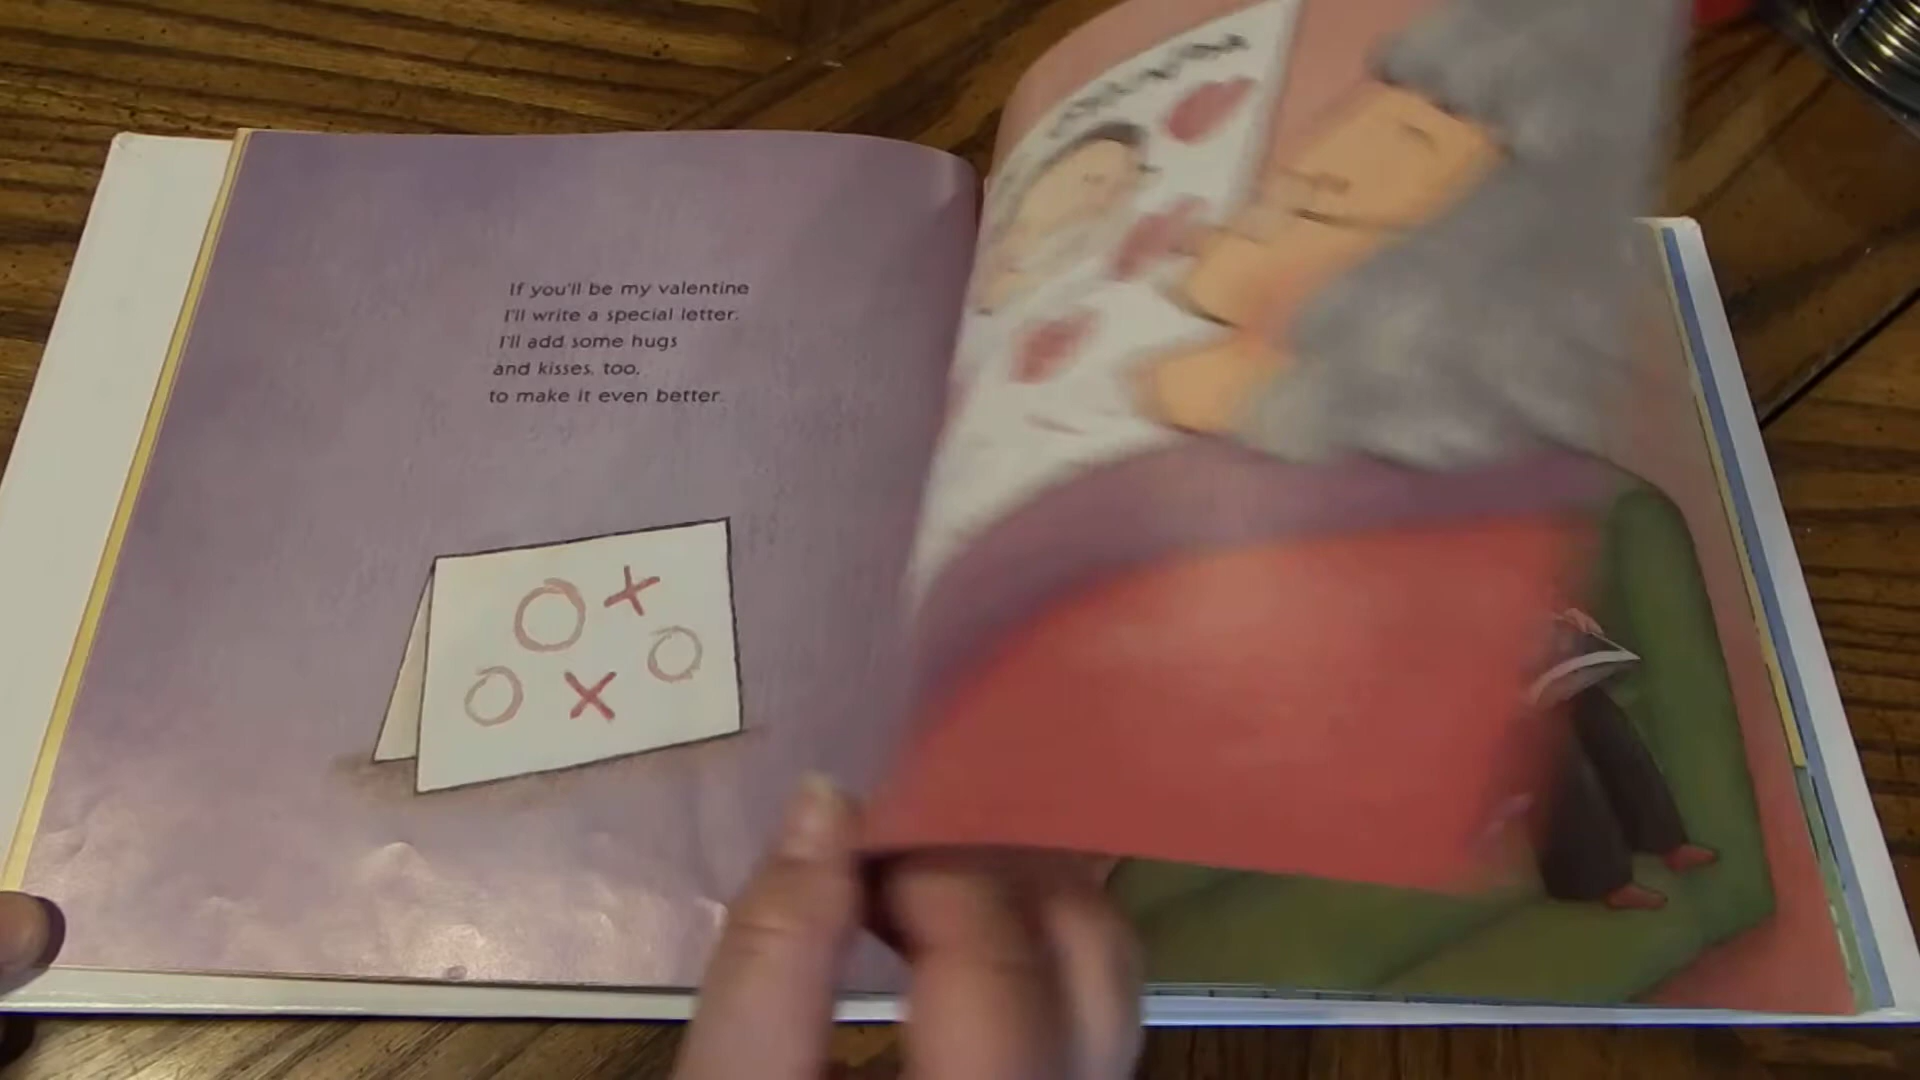 If you'll be my valentine
I'll write a special letter.
I'll add some hugs
and kisses, too,
to make it even better.
O X
O X O